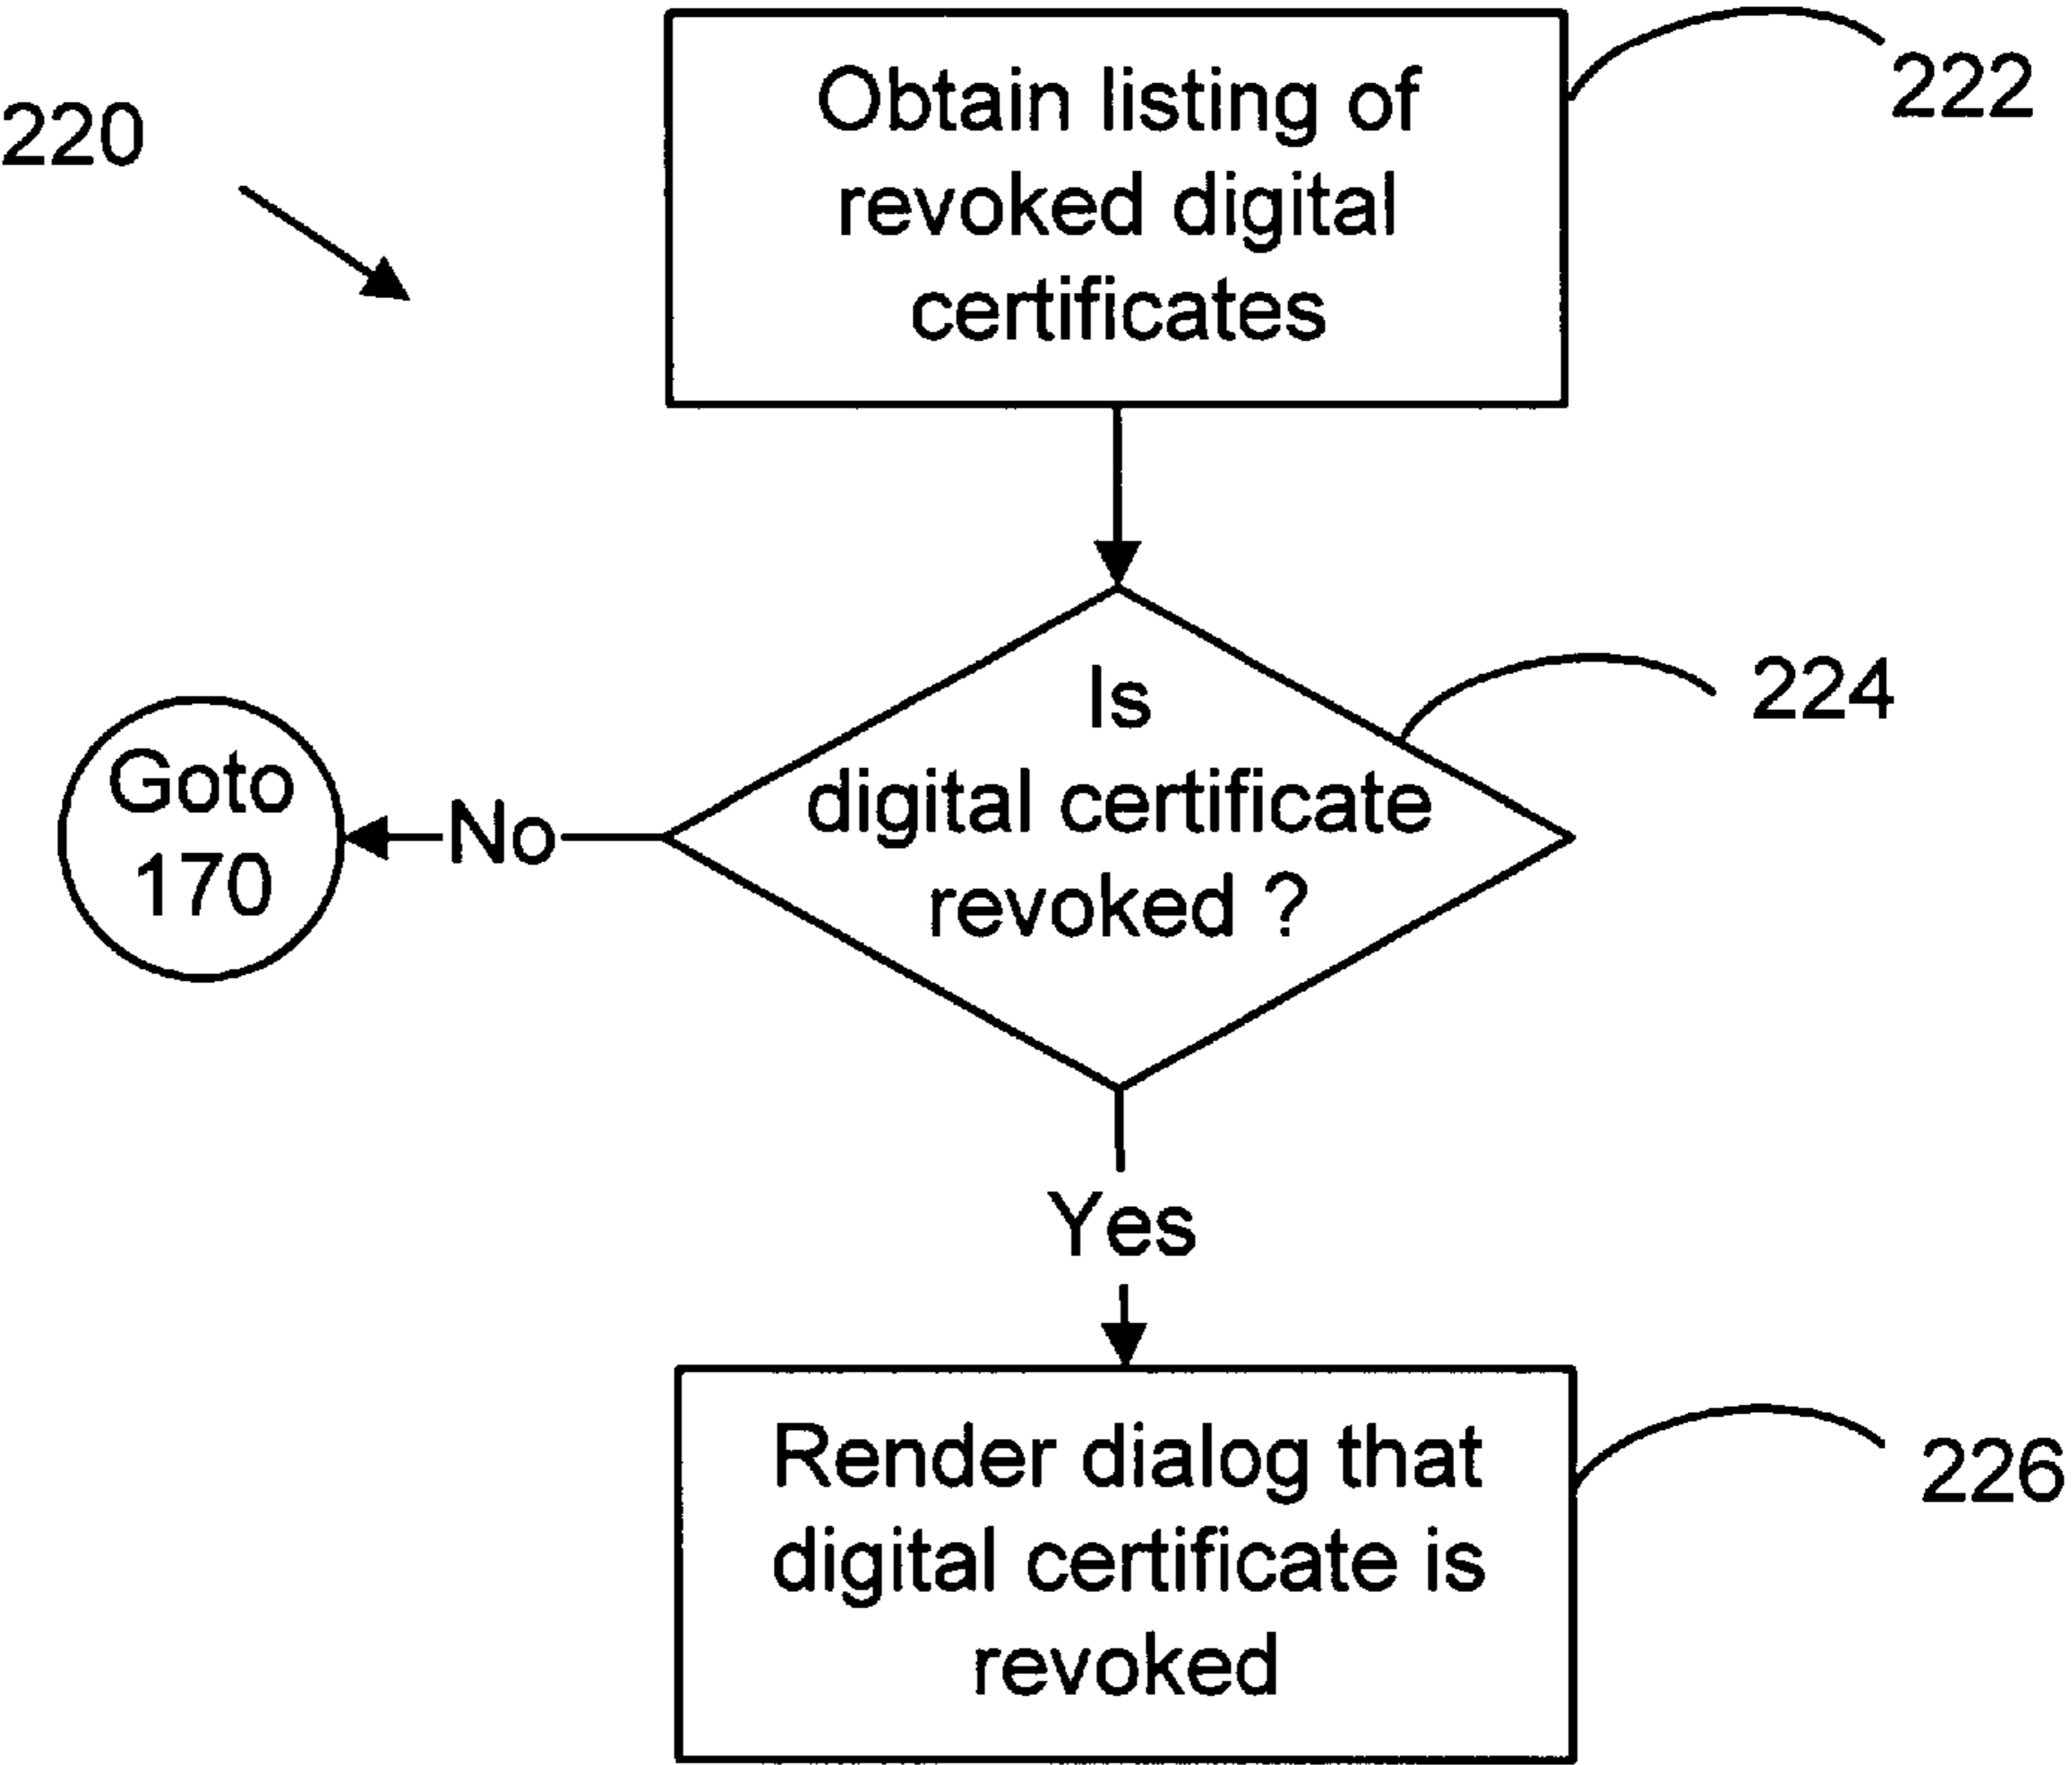 220
Obtain listing of
revoked digital
certificates
222
Is
digital certificate
revoked ?
224
No
Goto
170
Yes
Render dialog that
digital certificate is
revoked
226